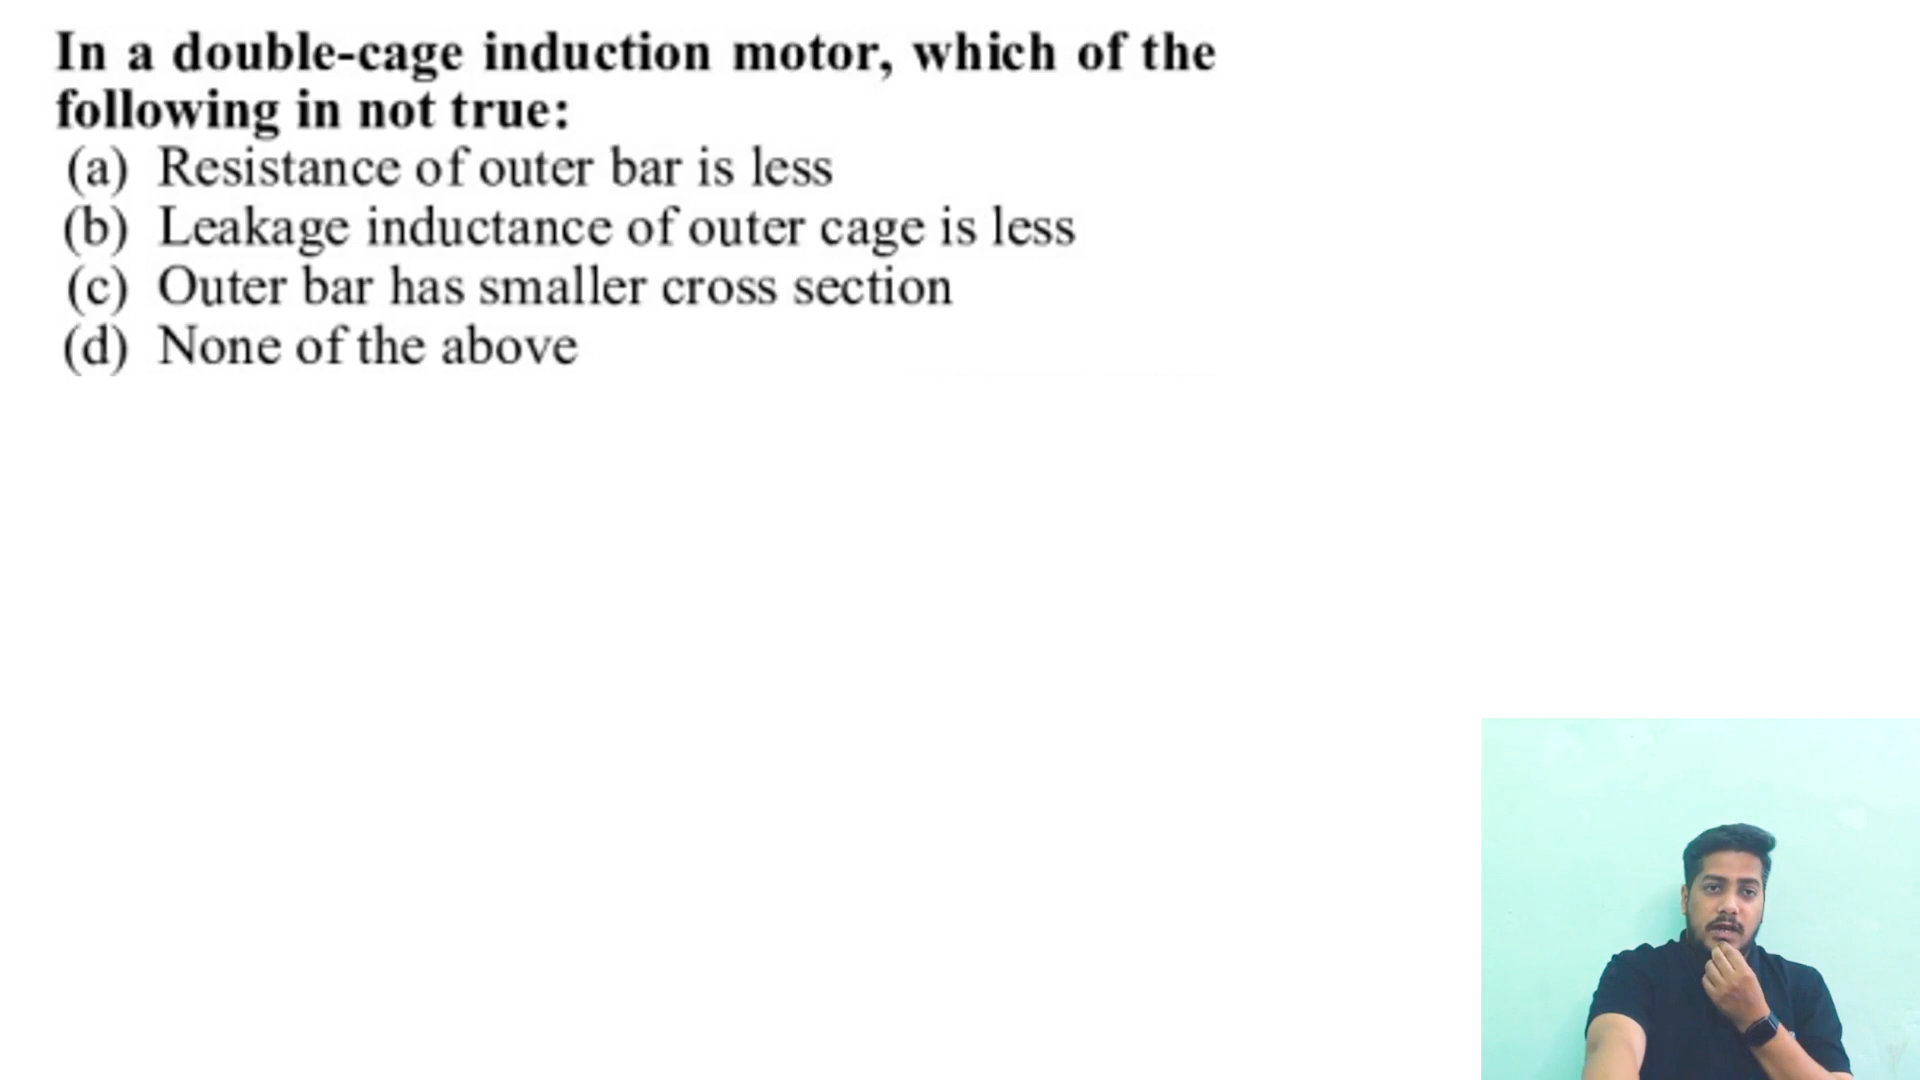 In a double-cage induction motor, which of the
following in not true:
(a) Resistance of outer bar is less
(b) Leakage inductance of outer cage is less
(c) Outer bar has smaller cross section
(d) None of the above